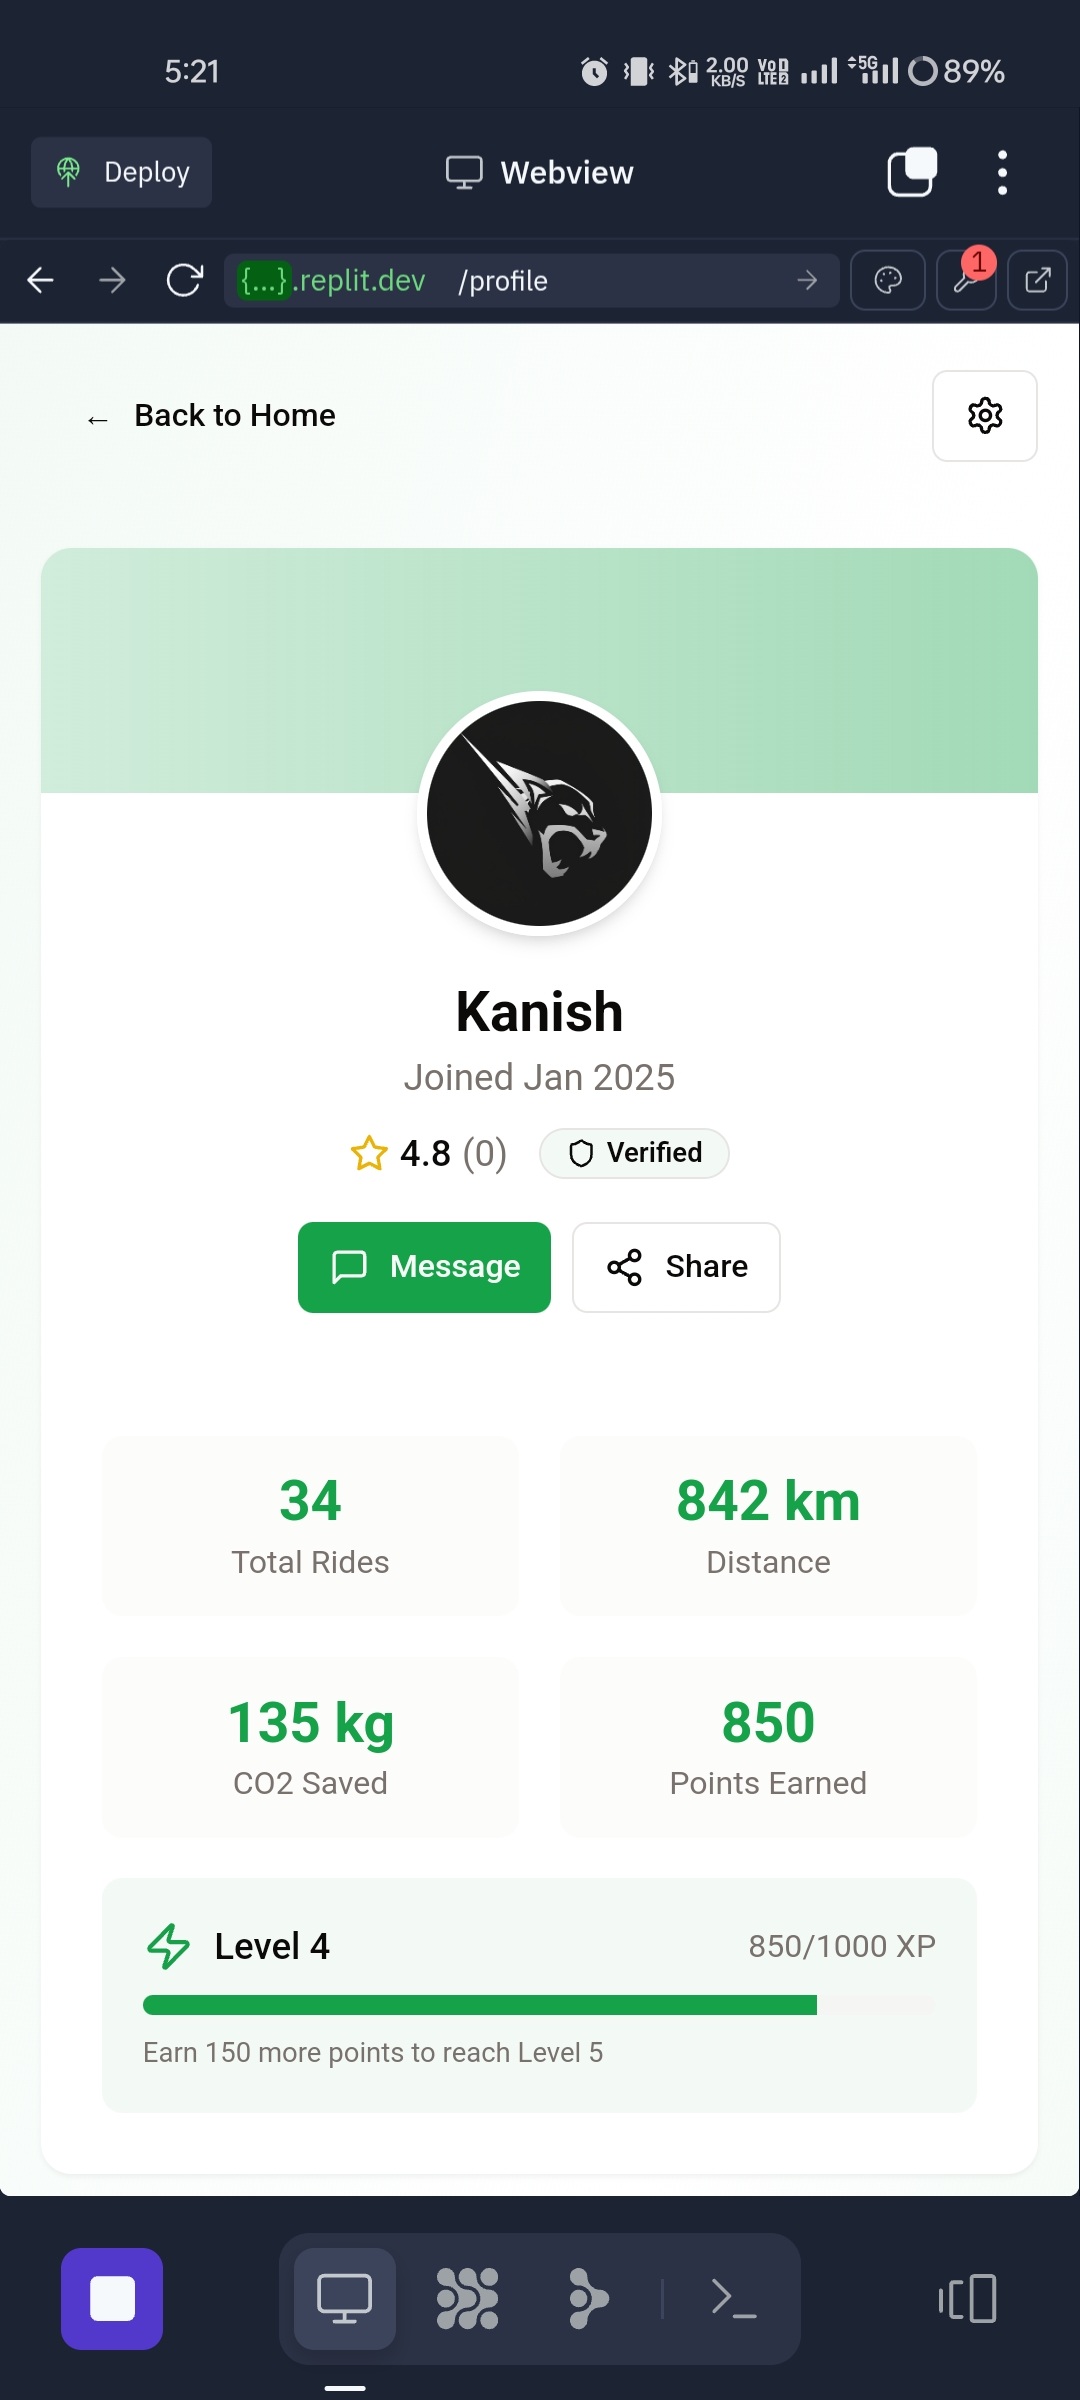 5:21
2.00
KB/S
VoD
LTE2
5G
89%
Deploy
Webview
{...}.replit.dev /profile
1
← Back to Home
Kanish
Joined Jan 2025
4.8 (0)
Verified
Message
Share
34
Total Rides
842 km
Distance
135 kg
CO2 Saved
850
Points Earned
Level 4
850/1000 XP
Earn 150 more points to reach Level 5